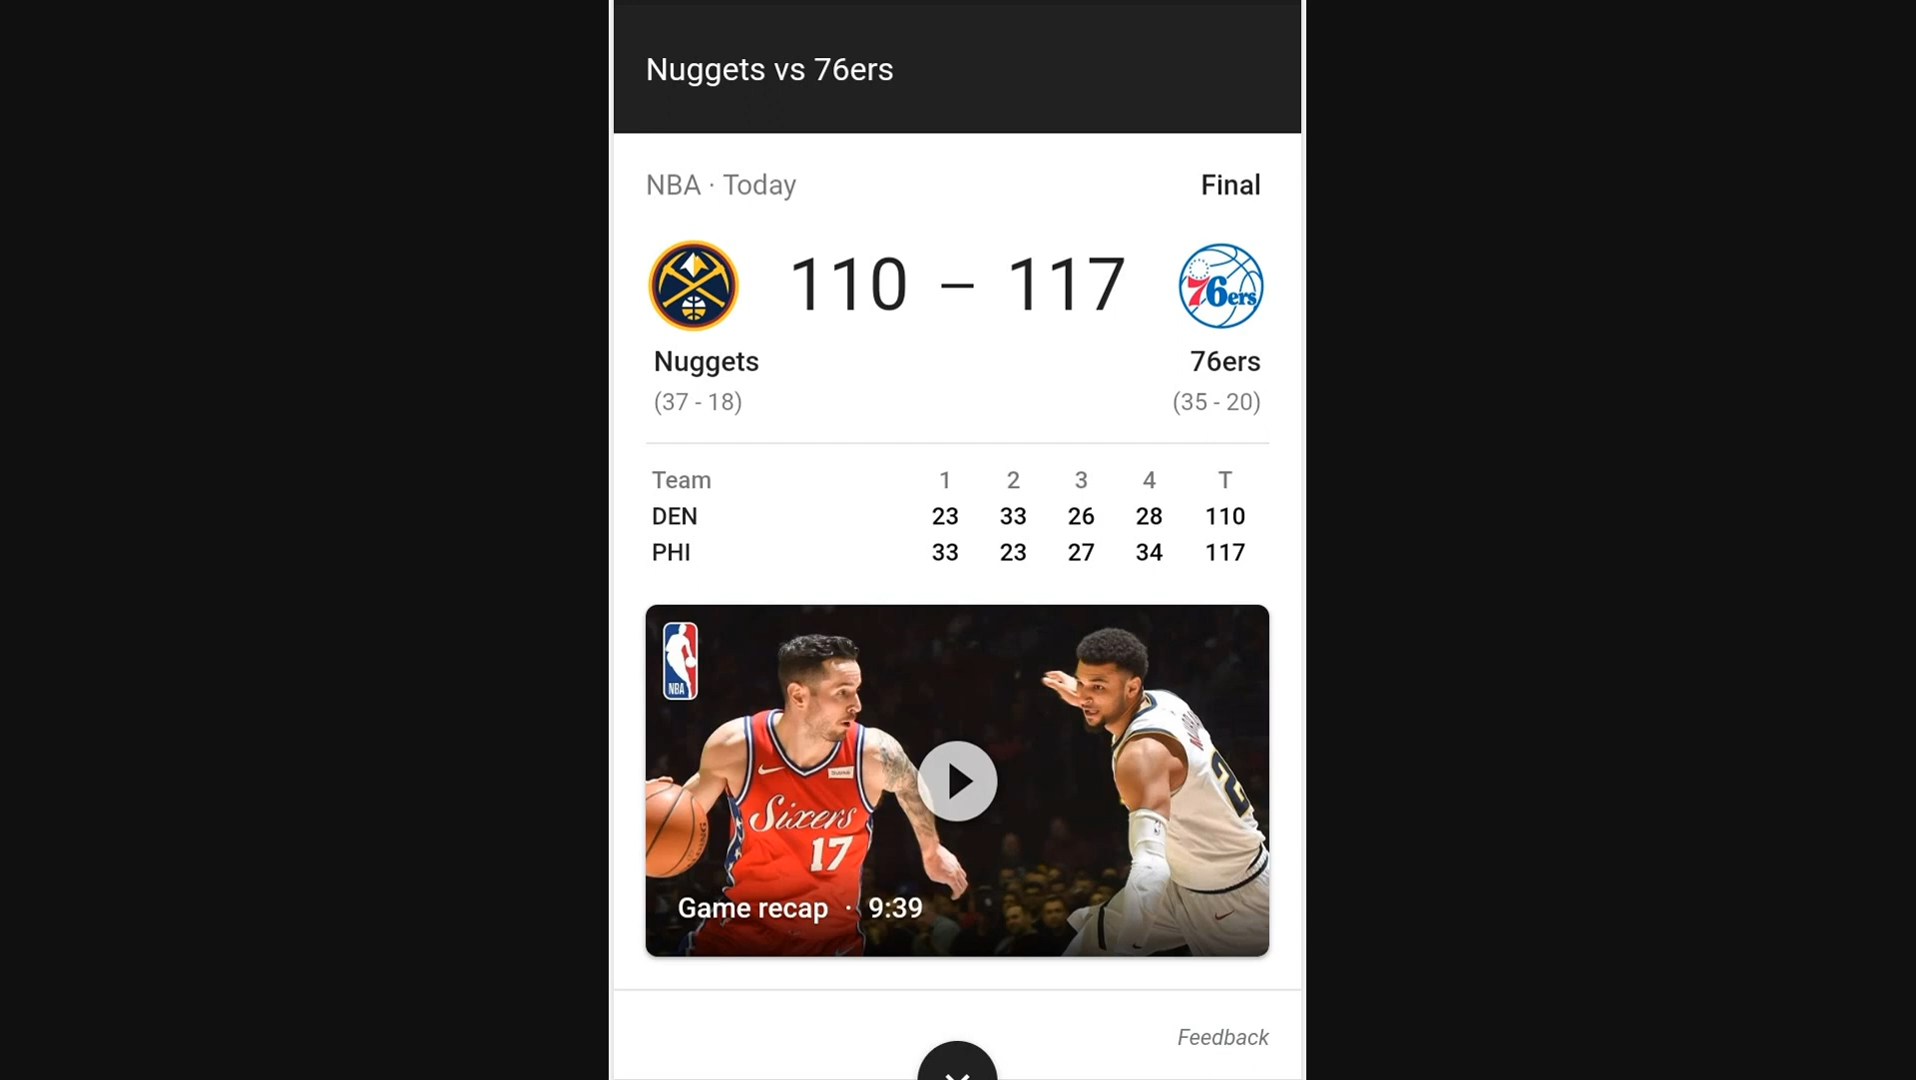 Nuggets vs 76ers
NBA · Today
Final
110 – 117
76ers
Nuggets
76ers
(37 - 18)
(35 - 20)
Team 1 2 3 4 T
DEN 23 33 26 28 110
PHI 33 23 27 34 117
NBA
Sixers
17
2
Game recap · 9:39
Feedback